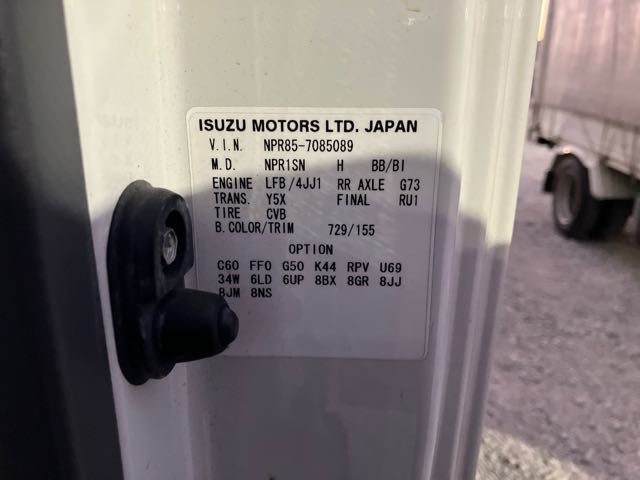 ISUZU MOTORS LTD. JAPAN
V.I.N. NPR85-7085089
M.D. NPR1SN H BB/BI
ENGINE LFB/4JJ1 RR AXLE G73
TRANS. Y5X FINAL RU1
TIRE CVB
B.COLOR/TRIM 729/155
OPTION
C60 FF0 G50 K44 RPV U69
34W 6LD 6UP 8BX 8GR 8JJ
8JM 8NS